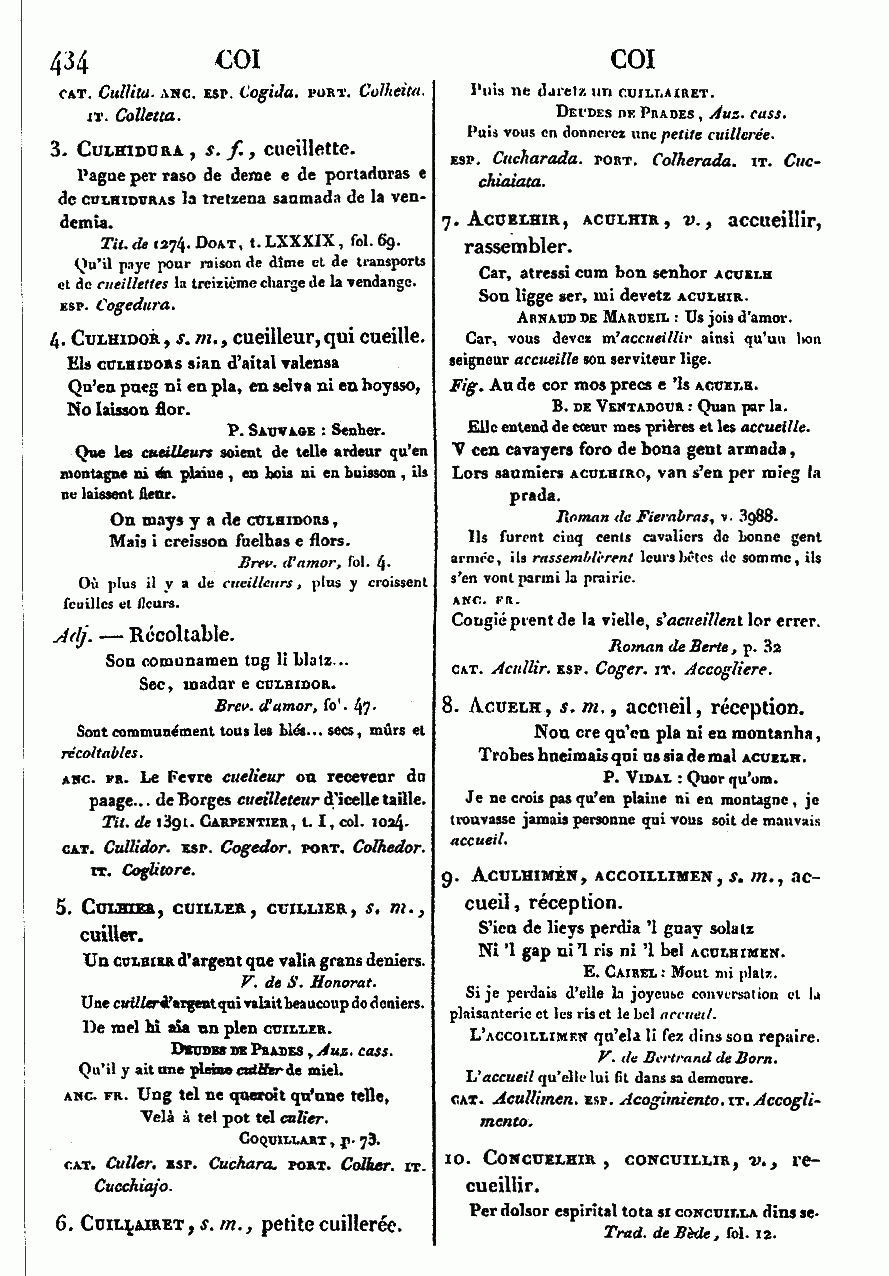 434 COI COI
CAT. Cullita. ANC. ESP. Cogida. PORT. Colheita.
IT. Colletta.
3. CULHIDURA, s. f., cueillette.
Pague per raso de deme e de portaduras e
de CULHIDURAS la tretzena saumada de la ven-
demia.
Tit. de 1274. DOAT, t. LXXXIX, fol. 69.
Qu'il paye pour raison de dîme et de transports
et de cueillettes la treizième charge de la vendange.
ESP. Cogedura.
4. CULHIDOR, s. m., cueilleur, qui cueille.
Els CULHIDORS sian d'aital valensa
Qu'en pueg ni en pla, en selva ni en boysso,
No laisson flor.
P. SAUVAGE : Senher.
Que les cueilleurs soient de telle ardeur qu'en
montagne ni en plaine, en bois ni en buisson, ils
ne laissent fleur.
On mays y a de CULHIDORS,
Mais i creisson fuelhas e flors.
Brev. d'amor, fol. 4.
Où plus il y a de cueilleurs, plus y croissent
feuilles et fleurs.
Adj. — Récoltable.
Son comunamen tug li blatz...
Sec, madur e CULHIDOR.
Brev. d'amor, fol. 47.
Sont communément tous les blés... secs, mûrs et
récoltables.
ANC. FR. Le Fevre cuelieur ou receveur du
paage... de Borges cueilleteur d'icelle taille.
Tit. de 1391. CARPENTIER, t. I, col. 1024.
CAT. Cullidor. ESP. Cogedor. PORT. Colhedor.
IT. Coglitore.
5. CULHIER, CUILLER, CUILLIER, s. m.,
cuiller.
Un CULHIER d'argent que valia grans deniers.
V. de S. Honorat.
Une cuiller d'argent qui valait beaucoup de deniers.
De mel hi aia un plen CUILLER.
DEUDES DE PRADES, Auz. cass.
Qu'il y ait une pleine cuiller de miel.
ANC. FR. Ung tel ne queroit qu'une telle,
Velà à tel pot tel culier.
COQUILLART, p. 73.
CAT. Culler. ESP. Cuchara. PORT. Colher. IT.
Cucchiajo.
6. CUILLAIRET, s. m., petite cuillerée.
Puis ne daretz un CUILLAIRET.
DEUDES DE PRADES, Auz. cass.
Puis vous en donnerez une petite cuillerée.
ESP. Cucharada. PORT. Colherada. IT. Cuc-
chiaiata.
7. ACUELHIR, ACULHIR, v., accueillir,
rassembler.
Car, atressi cum bon senhor ACUELH
Son ligge ser, mi devetz ACULHIR.
ARNAUD DE MARUEIL : Us jois d'amor.
Car, vous devez m'accueillir ainsi qu'un bon
seigneur accueille son serviteur lige.
Fig. Au de cor mos precs e 'ls ACUELH.
B. DE VENTADOUR : Quan par la.
Elle entend de cœur mes prières et les accueille.
V cen cavayers foro de bona gent armada,
Lors saumiers ACULHIRO, van s'en per mieg la
prada.
Roman de Fierabras, v. 3988.
Ils furent cinq cents cavaliers de bonne gent
armée, ils rassemblèrent leurs bêtes de somme, ils
s'en vont parmi la prairie.
ANC. FR.
Congié prent de la vielle, s'acueillent lor errer.
Roman de Berte, p. 32
CAT. Acullir. ESP. Coger. IT. Accogliere.
8. ACUELH, s. m., accueil, réception.
Non cre qu'en pla ni en montanha,
Trobes hueimais qui us sia de mal ACUELH.
P. VIDAL : Quor qu'om.
Je ne crois pas qu'en plaine ni en montagne, je
trouvasse jamais personne qui vous soit de mauvais
accueil.
9. ACULHIMEN, ACCOILLIMEN, s. m., ac-
cueil, réception.
S'ieu de lieys perdia 'l guay solatz
Ni 'l gap ni 'l ris ni 'l bel ACULHIMEN.
E. CAIREL : Mout mi platz.
Si je perdais d'elle la joyeuse conversation et la
plaisanterie et les ris et le bel accueil.
L'ACCOILLIMEN qu'ela li fez dins son repaire.
V. de Bertrand de Born.
L'accueil qu'elle lui fit dans sa demeure.
CAT. Acullimen. ESP. Acogimiento. IT. Accogli-
mento.
10. CONCUELHIR, CONCUILLIR, v., re-
cueillir.
Per dolsor espirital tota SI CONCUILLA dins se.
Trad. de Bède, fol. 12.